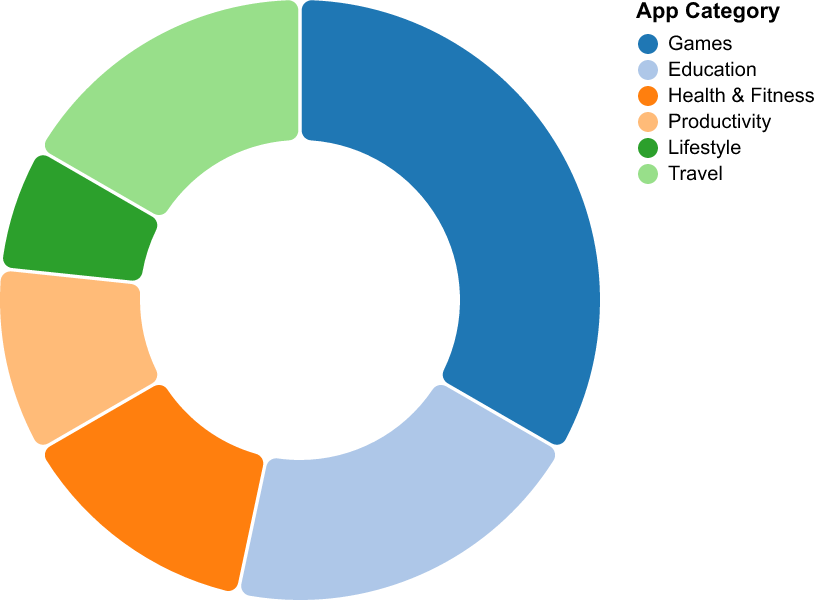 App Category
Games
Education
Health & Fitness
Productivity
Lifestyle
Travel